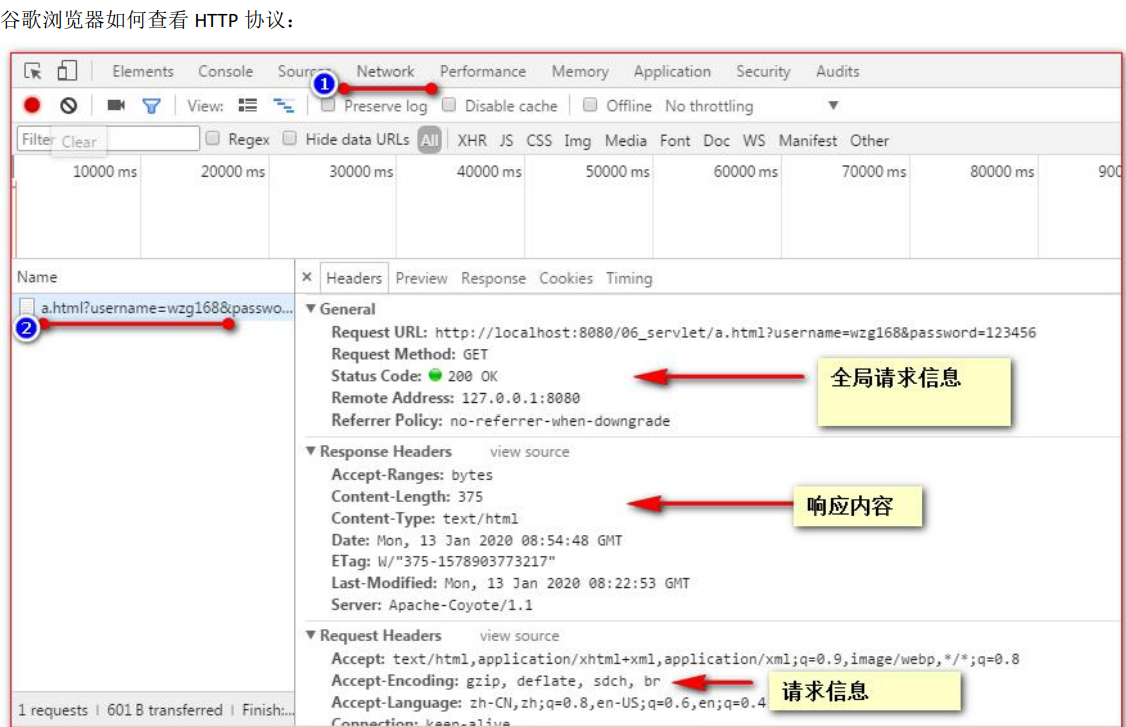 谷歌浏览器如何查看 HTTP 协议：
Elements Console Sources Network Performance Memory Application Security Audits
1
View: Preserve log Disable cache Offline No throttling
Filter Clear Regex Hide data URLs All XHR JS CSS Img Media Font Doc WS Manifest Other
10000 ms 20000 ms 30000 ms 40000 ms 50000 ms 60000 ms 70000 ms 80000 ms 900
Name
a.html?username=wzg168&passwo...
2
× Headers Preview Response Cookies Timing
General
Request URL: http://localhost:8080/06_servlet/a.html?username=wzg168&password=123456
Request Method: GET
Status Code: 200 OK
Remote Address: 127.0.0.1:8080
Referrer Policy: no-referrer-when-downgrade
全局请求信息
Response Headers view source
Accept-Ranges: bytes
Content-Length: 375
Content-Type: text/html
Date: Mon, 13 Jan 2020 08:54:48 GMT
ETag: W/"375-1578903773217"
Last-Modified: Mon, 13 Jan 2020 08:22:53 GMT
Server: Apache-Coyote/1.1
响应内容
Request Headers view source
Accept: text/html,application/xhtml+xml,application/xml;q=0.9,image/webp,*/*;q=0.8
Accept-Encoding: gzip, deflate, sdch, br
Accept-Language: zh-CN,zh;q=0.8,en-US;q=0.6,en;q=0.4
Connection: keep-alive
请求信息
1 requests | 601 B transferred | Finish:...